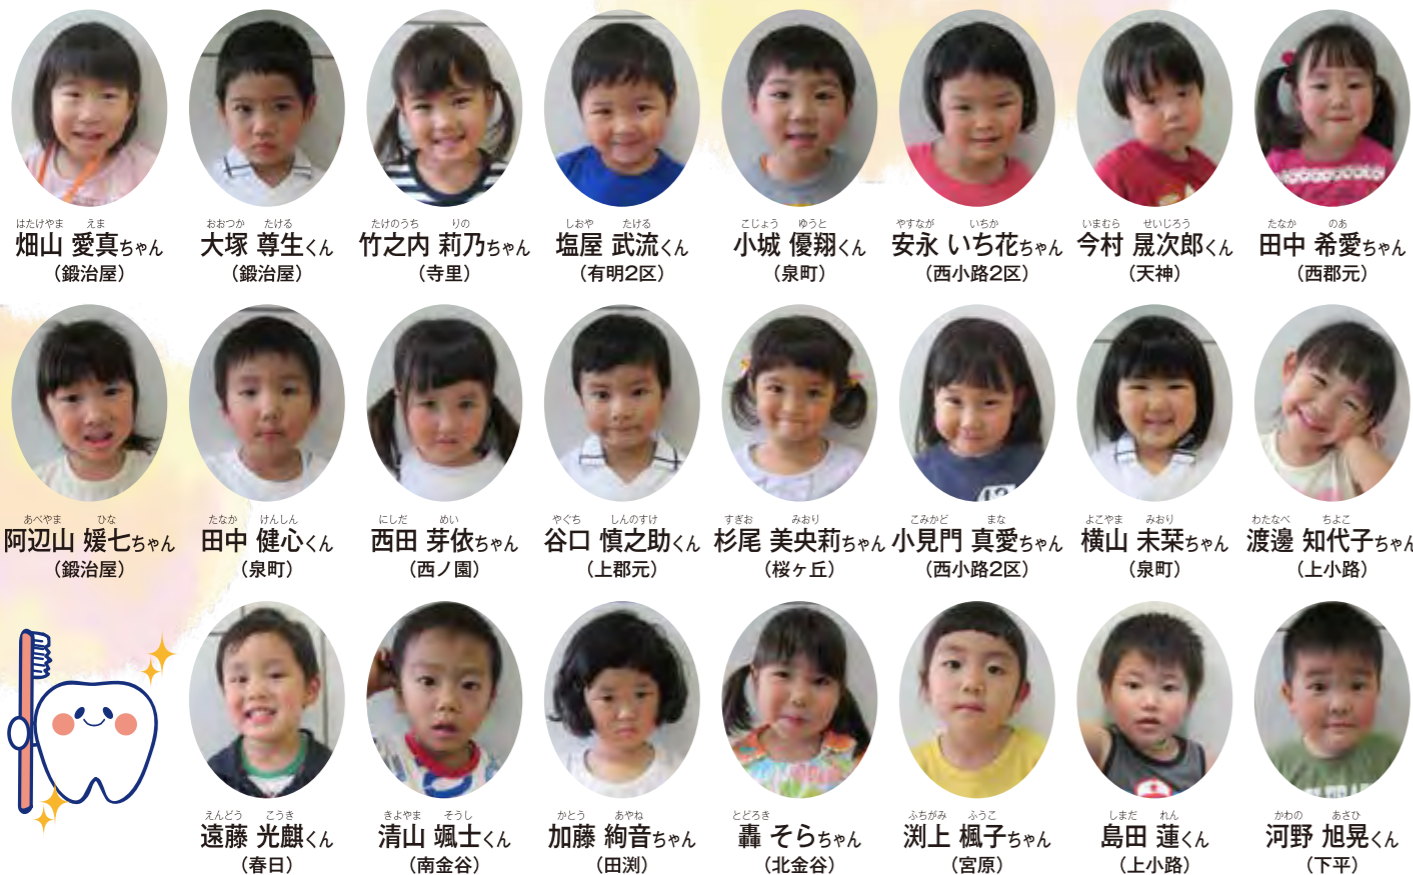 はたけやま えま おおつか たける たけのうち りの しおや たける こじょう ゆうと やすなが いちか いまむら せいじろう たなか のあ
畑山 愛真ちゃん 大塚 尊生くん 竹之内 莉乃ちゃん 塩屋 武流くん 小城 優翔くん 安永 いち花ちゃん 今村 晟次郎くん 田中 希愛ちゃん
（鍛治屋） （鍛治屋） （寺里） （有明2区） （泉町） （西小路2区） （天神） （西郡元）
あべやま ひな たなか けんしん にしだ めい やぐち しんのすけ すぎお みおり こみかど まな よこやま みおり わたなべ ちよこ
阿辺山 媛七ちゃん 田中 健心くん 西田 芽依ちゃん 谷口 慎之助くん 杉尾 美央莉ちゃん 小見門 真愛ちゃん 横山 未栞ちゃん 渡邊 知代子ちゃん
（鍛治屋） （泉町） （西ノ園） （上郡元） （桜ヶ丘） （西小路2区） （泉町） （上小路）
えんどう こうき きよやま そうし かとう あやね とどろき ふちがみ ふうこ しまだ れん かわの あさひ
遠藤 光麒くん 清山 颯士くん 加藤 絢音ちゃん 轟 そらちゃん 渕上 楓子ちゃん 島田 蓮くん 河野 旭晃くん
（春日） （南金谷） （田渕） （北金谷） （宮原） （上小路） （下平）